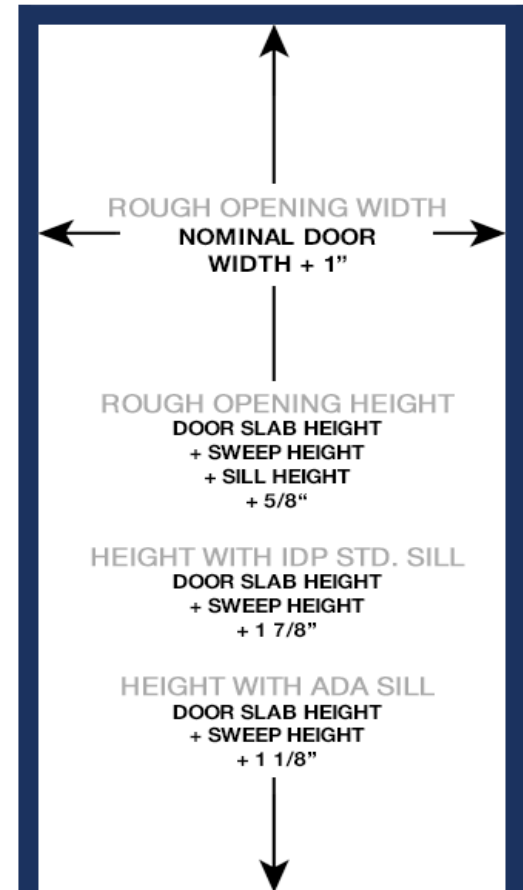 ROUGH OPENING WIDTH
NOMINAL DOOR
WIDTH + 1”
ROUGH OPENING HEIGHT
DOOR SLAB HEIGHT
+ SWEEP HEIGHT
+ SILL HEIGHT
+ 5/8“
HEIGHT WITH IDP STD. SILL
DOOR SLAB HEIGHT
+ SWEEP HEIGHT
+ 1 7/8”
HEIGHT WITH ADA SILL
DOOR SLAB HEIGHT
+ SWEEP HEIGHT
+ 1 1/8”